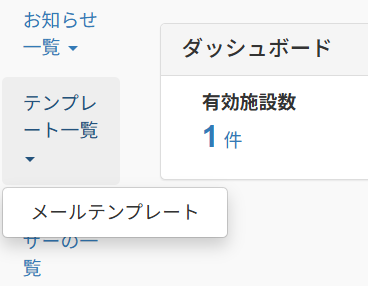 お知らせ
一覧
テンプレ
ート一覧
メールテンプレート
ザーの一
覧
ダッシュボード
有効施設数
1 件